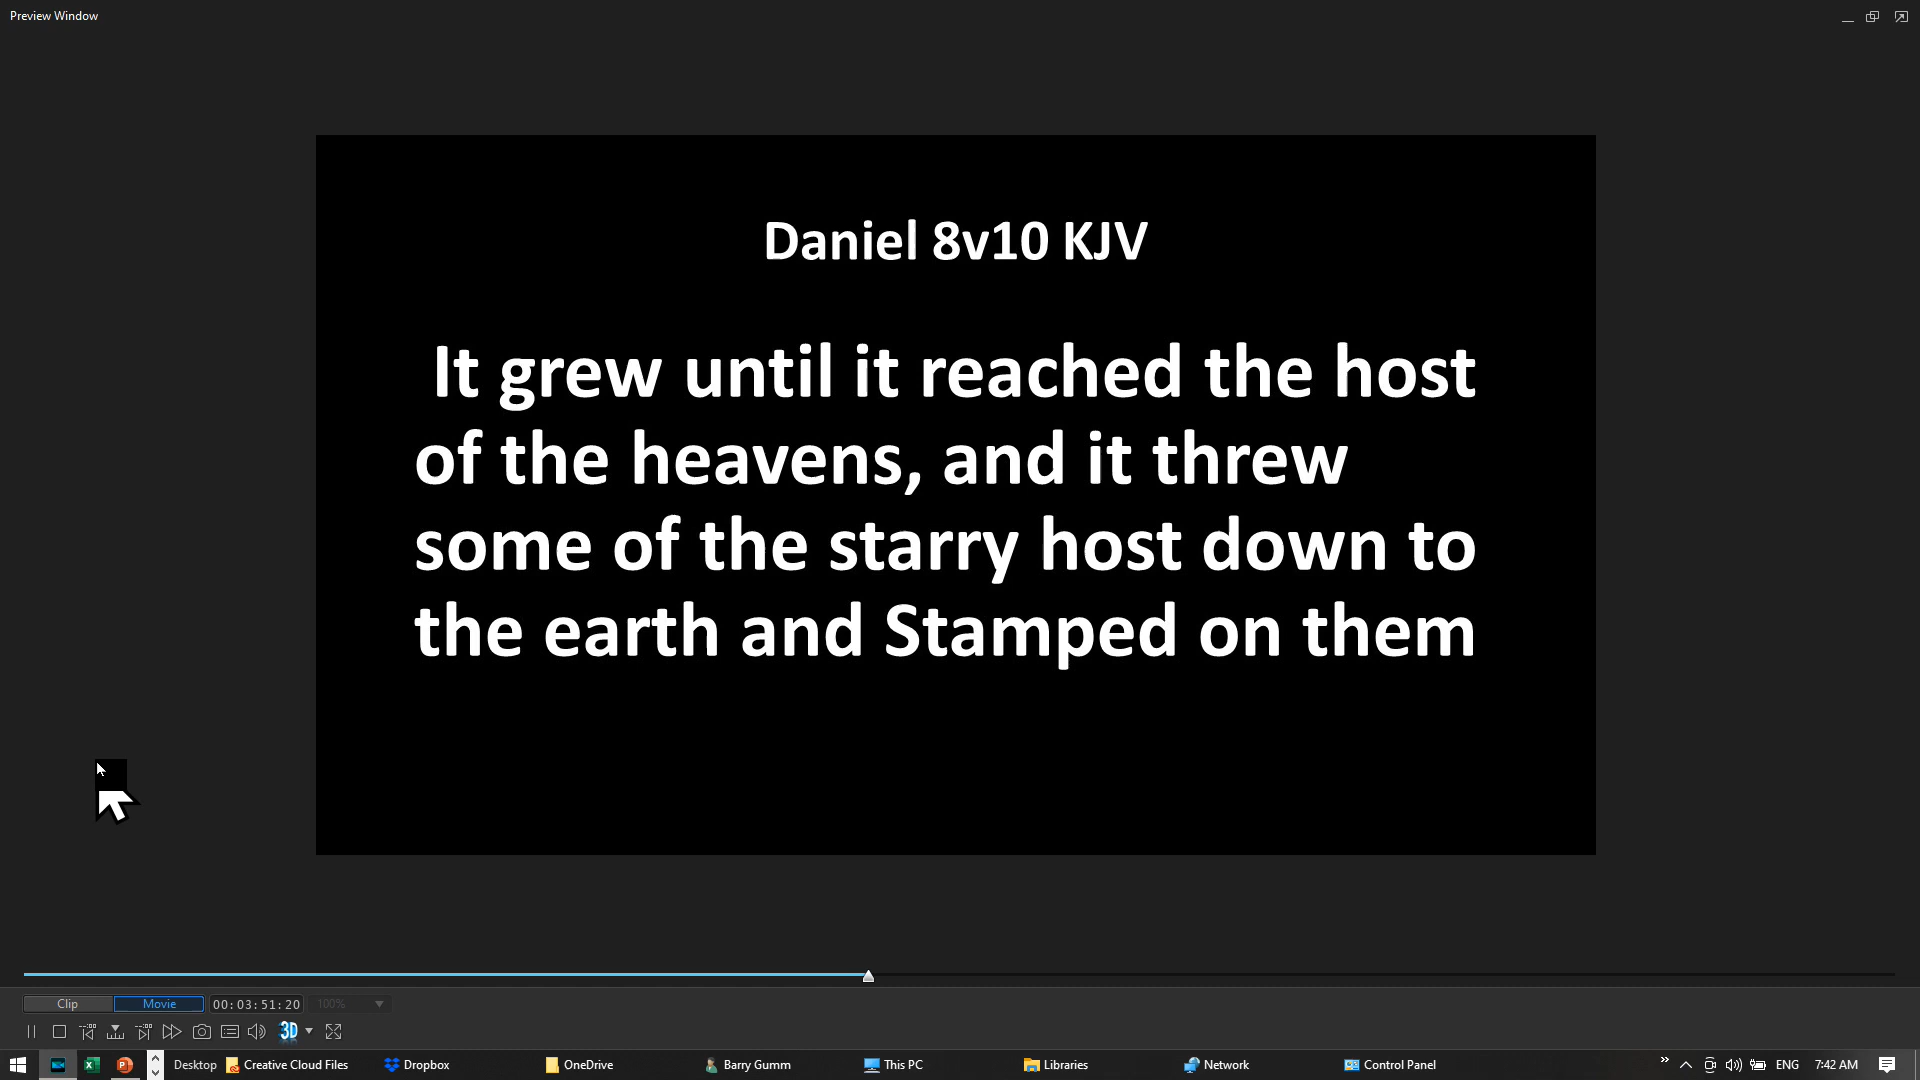 Preview Window
Daniel 8v10 KJV
It grew until it reached the host
of the heavens, and it threw
some of the starry host down to
the earth and Stamped on them
Clip Movie 00:03:51:20 100%
3D
Desktop Creative Cloud Files Dropbox OneDrive Barry Gumm This PC Libraries Network Control Panel » ENG 7:42 AM